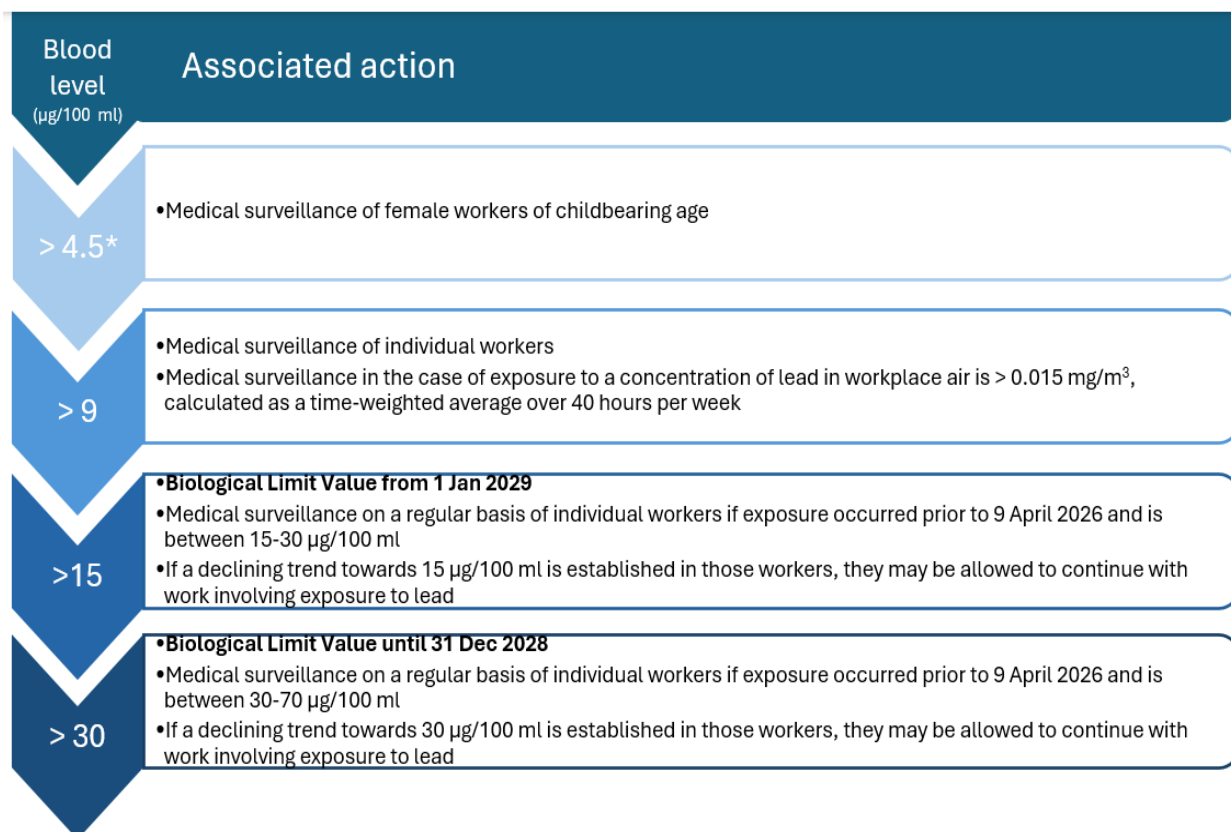 Blood
level
(µg/100 ml)
Associated action
> 4.5*
•Medical surveillance of female workers of childbearing age
> 9
•Medical surveillance of individual workers
•Medical surveillance in the case of exposure to a concentration of lead in workplace air is > 0.015 mg/m³,
calculated as a time-weighted average over 40 hours per week
>15
•Biological Limit Value from 1 Jan 2029
•Medical surveillance on a regular basis of individual workers if exposure occurred prior to 9 April 2026 and is
between 15-30 µg/100 ml
•If a declining trend towards 15 µg/100 ml is established in those workers, they may be allowed to continue with
work involving exposure to lead
> 30
•Biological Limit Value until 31 Dec 2028
•Medical surveillance on a regular basis of individual workers if exposure occurred prior to 9 April 2026 and is
between 30-70 µg/100 ml
•If a declining trend towards 30 µg/100 ml is established in those workers, they may be allowed to continue with
work involving exposure to lead